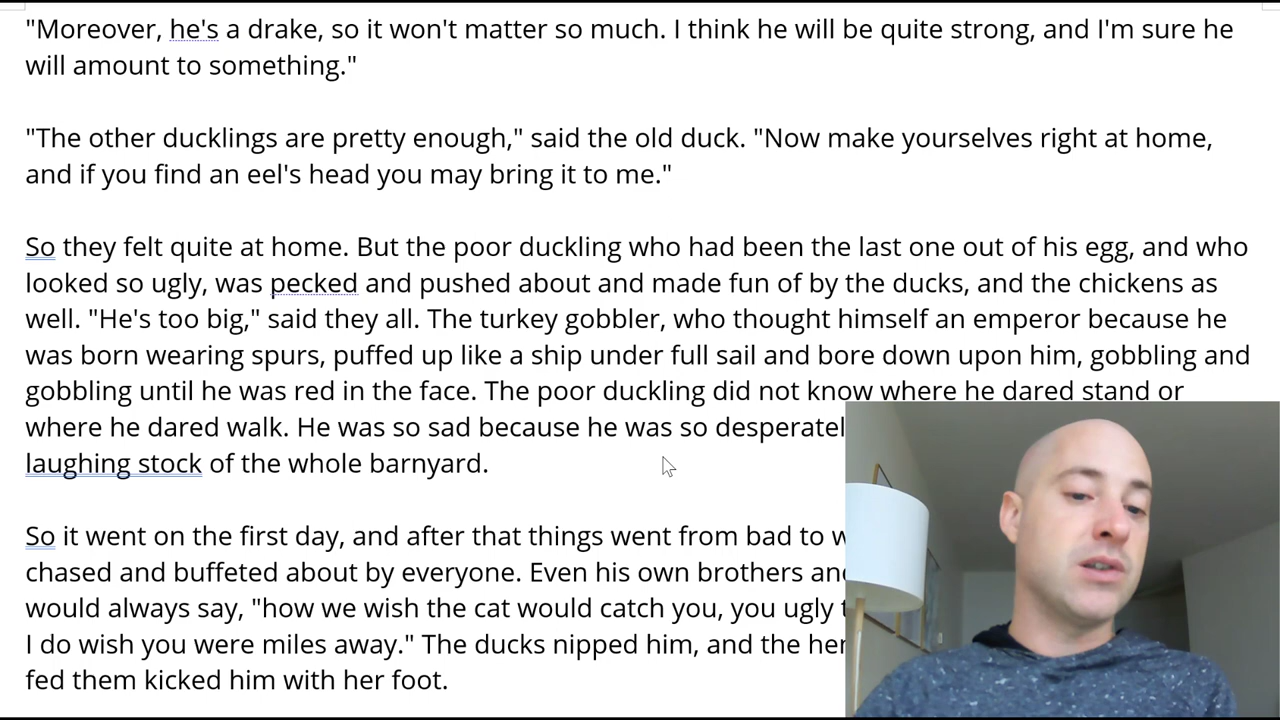 "Moreover, he's a drake, so it won't matter so much. I think he will be quite strong, and I'm sure he
will amount to something."
"The other ducklings are pretty enough," said the old duck. "Now make yourselves right at home,
and if you find an eel's head you may bring it to me."
So they felt quite at home. But the poor duckling who had been the last one out of his egg, and who
looked so ugly, was pecked and pushed about and made fun of by the ducks, and the chickens as
well. "He's too big," said they all. The turkey gobbler, who thought himself an emperor because he
was born wearing spurs, puffed up like a ship under full sail and bore down upon him, gobbling and
gobbling until he was red in the face. The poor duckling did not know where he dared stand or
where he dared walk. He was so sad because he was so
laughing stock of the whole barnyard.
So it went on the first day, and after that things went from bad to
chased and buffeted about by everyone. Even his own brothers
would always say, "how we wish the cat would catch you, you ugly
I do wish you were miles away." The ducks nipped him, and the
fed them kicked him with her foot.